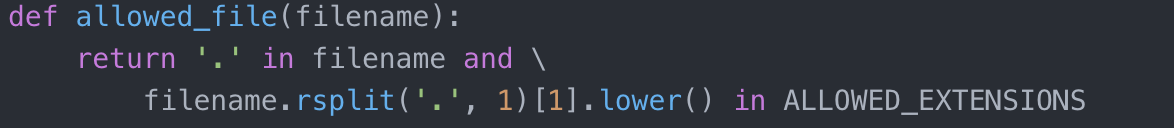 def allowed_file(filename):
    return '.' in filename and \
        filename.rsplit('.', 1)[1].lower() in ALLOWED_EXTENSIONS